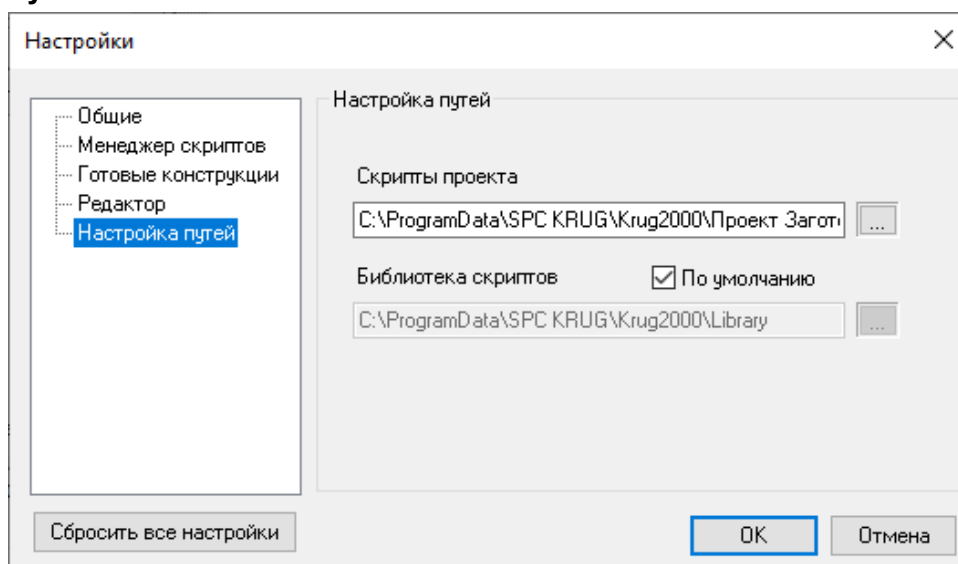 Настройки
Общие
Менеджер скриптов
Готовые конструкции
Редактор
Настройка путей
Настройка путей
Скрипты проекта
C:\ProgramData\SPC KRUG\Krug2000\Проект Загот
...
Библиотека скриптов
По умолчанию
C:\ProgramData\SPC KRUG\Krug2000\Library
...
Сбросить все настройки
OK
Отмена